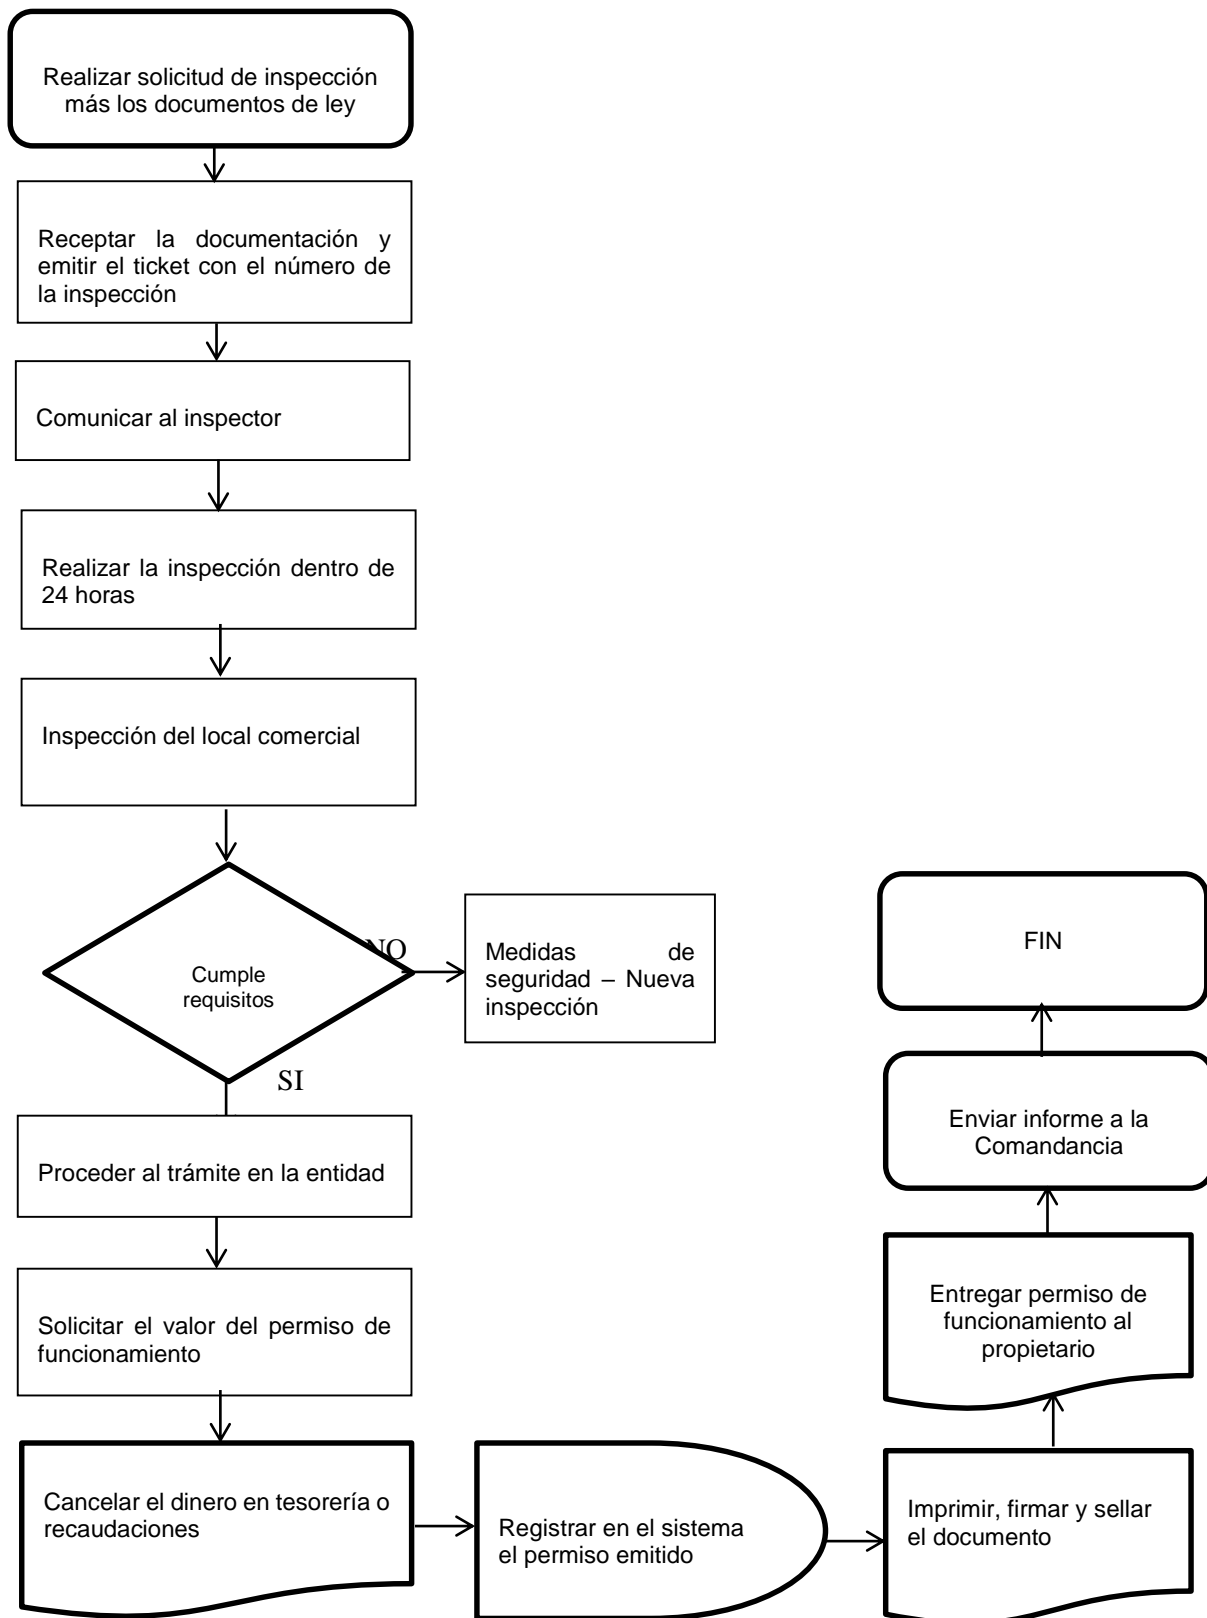 Realizar solicitud de inspección
más los documentos de ley
Receptar la documentación y
emitir el ticket con el número de
la inspección
Comunicar al inspector
Realizar la inspección dentro de
24 horas
Inspección del local comercial
Cumple
requisitos
NO
Medidas de
seguridad – Nueva
inspección
SI
Proceder al trámite en la entidad
Solicitar el valor del permiso de
funcionamiento
Cancelar el dinero en tesorería o
recaudaciones
Registrar en el sistema
el permiso emitido
Imprimir, firmar y sellar
el documento
Entregar permiso de
funcionamiento al
propietario
Enviar informe a la
Comandancia
FIN